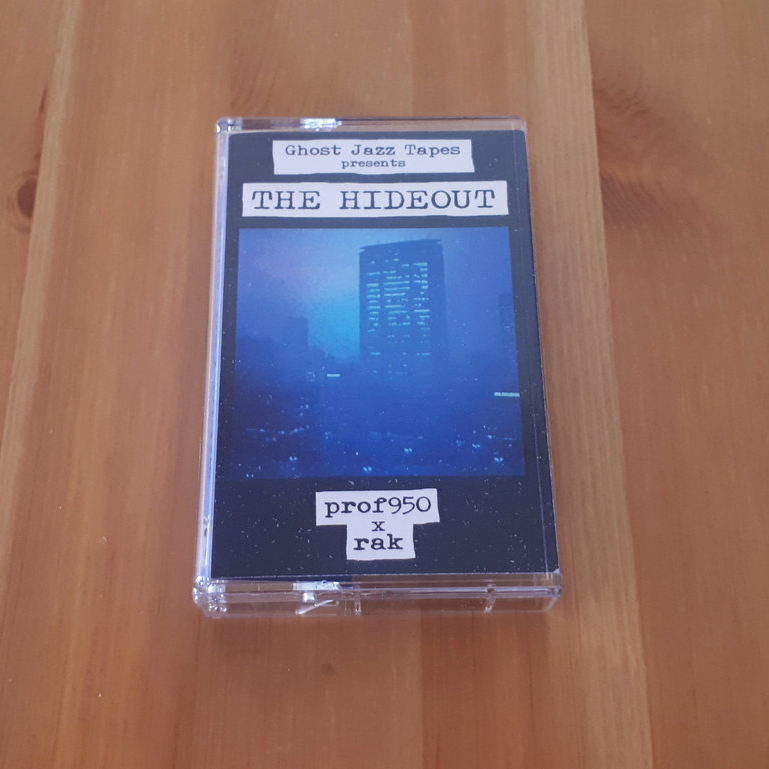 Ghost Jazz Tapes
presents
THE HIDEOUT
prof950
x
rak